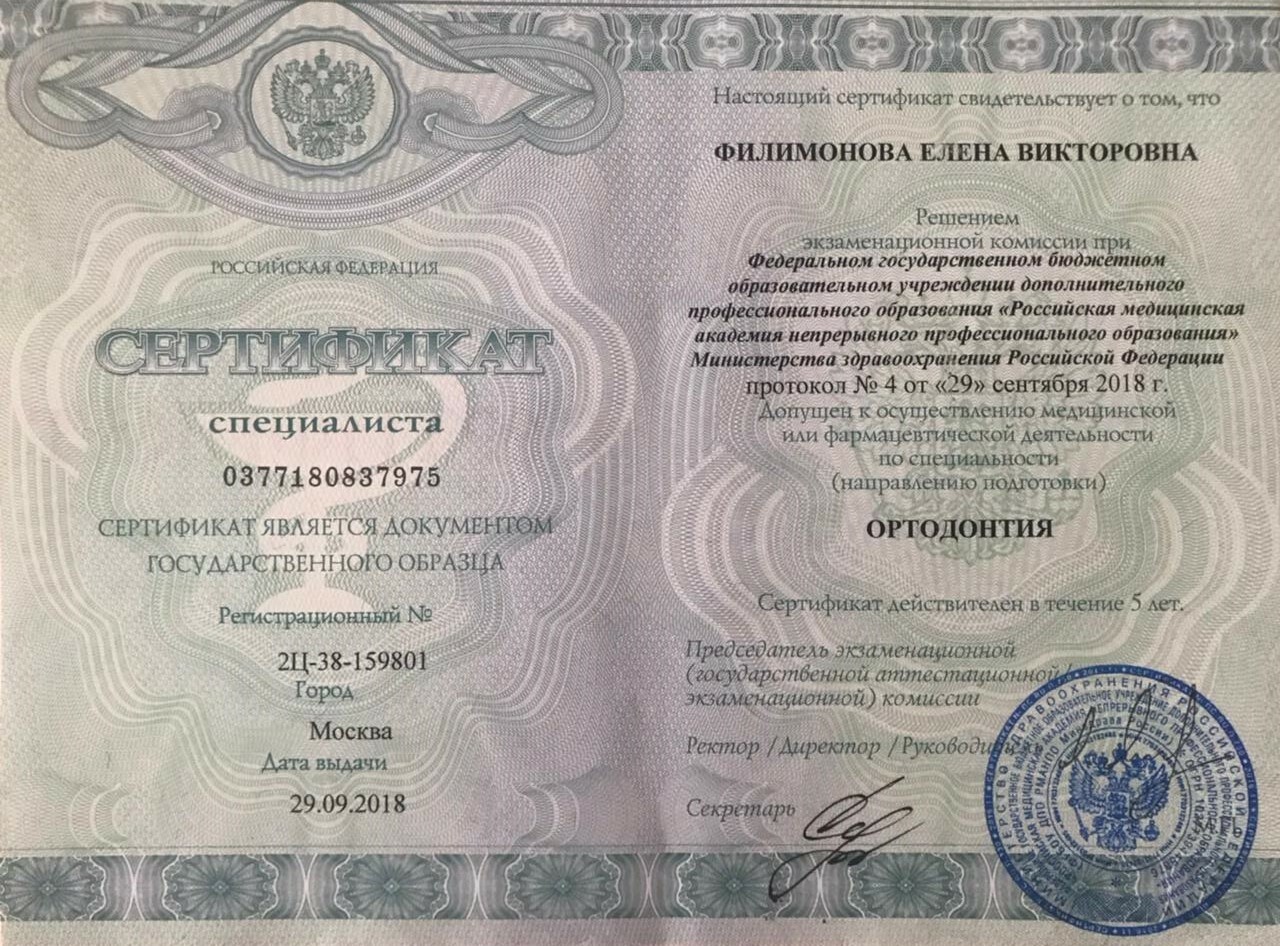 РОССИЙСКАЯ ФЕДЕРАЦИЯ
СЕРТИФИКАТ
специалиста
0377180837975
СЕРТИФИКАТ ЯВЛЯЕТСЯ ДОКУМЕНТОМ
ГОСУДАРСТВЕННОГО ОБРАЗЦА
Регистрационный №
2Ц-38-159801
Город
Москва
Дата выдачи
29.09.2018
Настоящий сертификат свидетельствует о том, что
ФИЛИМОНОВА ЕЛЕНА ВИКТОРОВНА
Решением
экзаменационной комиссии при
Федеральном государственном бюджетном
образовательном учреждении дополнительного
профессионального образования «Российская медицинская
академия непрерывного профессионального образования»
Министерства здравоохранения Российской Федерации
протокол № 4 от «29» сентября 2018 г.
Допущен к осуществлению медицинской
или фармацевтической деятельности
по специальности
(направлению подготовки)
ОРТОДОНТИЯ
Сертификат действителен в течение 5 лет.
Председатель экзаменационной
(государственной аттестационной/
экзаменационной) комиссии
Ректор /Директор /Руководитель
Секретарь